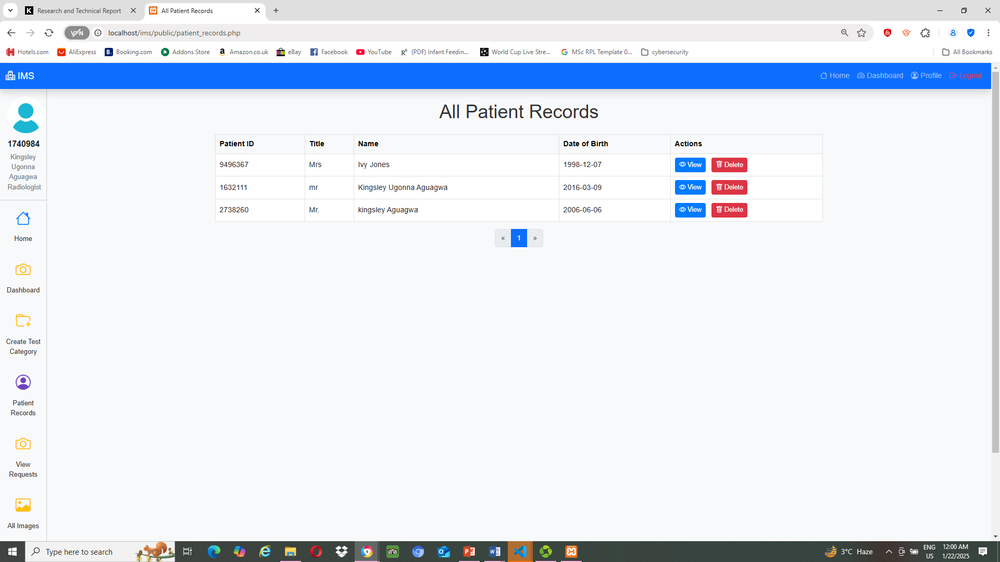 Research and Technical Report
All Patient Records
VPN
localhost/ims/public/patient_records.php
Hotels.com
AliExpress
Booking.com
Addons Store
Amazon.co.uk
eBay
Facebook
YouTube
(PDF) Infant Feedin...
World Cup Live Stre...
MSc RPL Template 0...
cybersecurity
All Bookmarks
IMS
Home
Dashboard
Profile
Logout
1740984
Kingsley
Ugonna
Aguagwa
Radiologist
Home
Dashboard
Create Test
Category
Patient
Records
View
Requests
All Images
All Patient Records
Patient ID Title Name Date of Birth Actions
9496367 Mrs Ivy Jones 1998-12-07 View Delete
1632111 mr Kingsley Ugonna Aguagwa 2016-03-09 View Delete
2738260 Mr. kingsley Aguagwa 2006-06-06 View Delete
« 1 »
Type here to search
3°C Haze
ENG
US
12:00 AM
1/22/2025